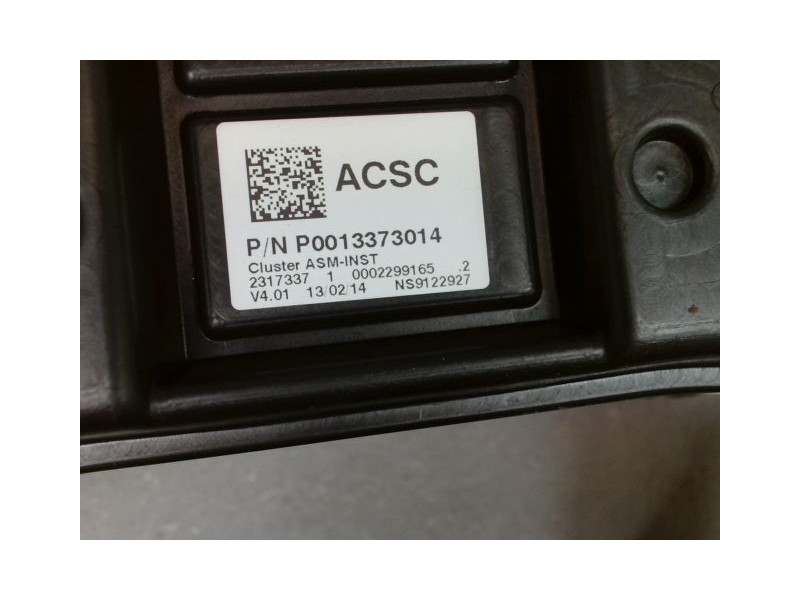 ACSC
P/N P0013373014
Cluster ASM-INST
2317337 1 0002299165 .2
V4.01 13/02/14 NS9122927